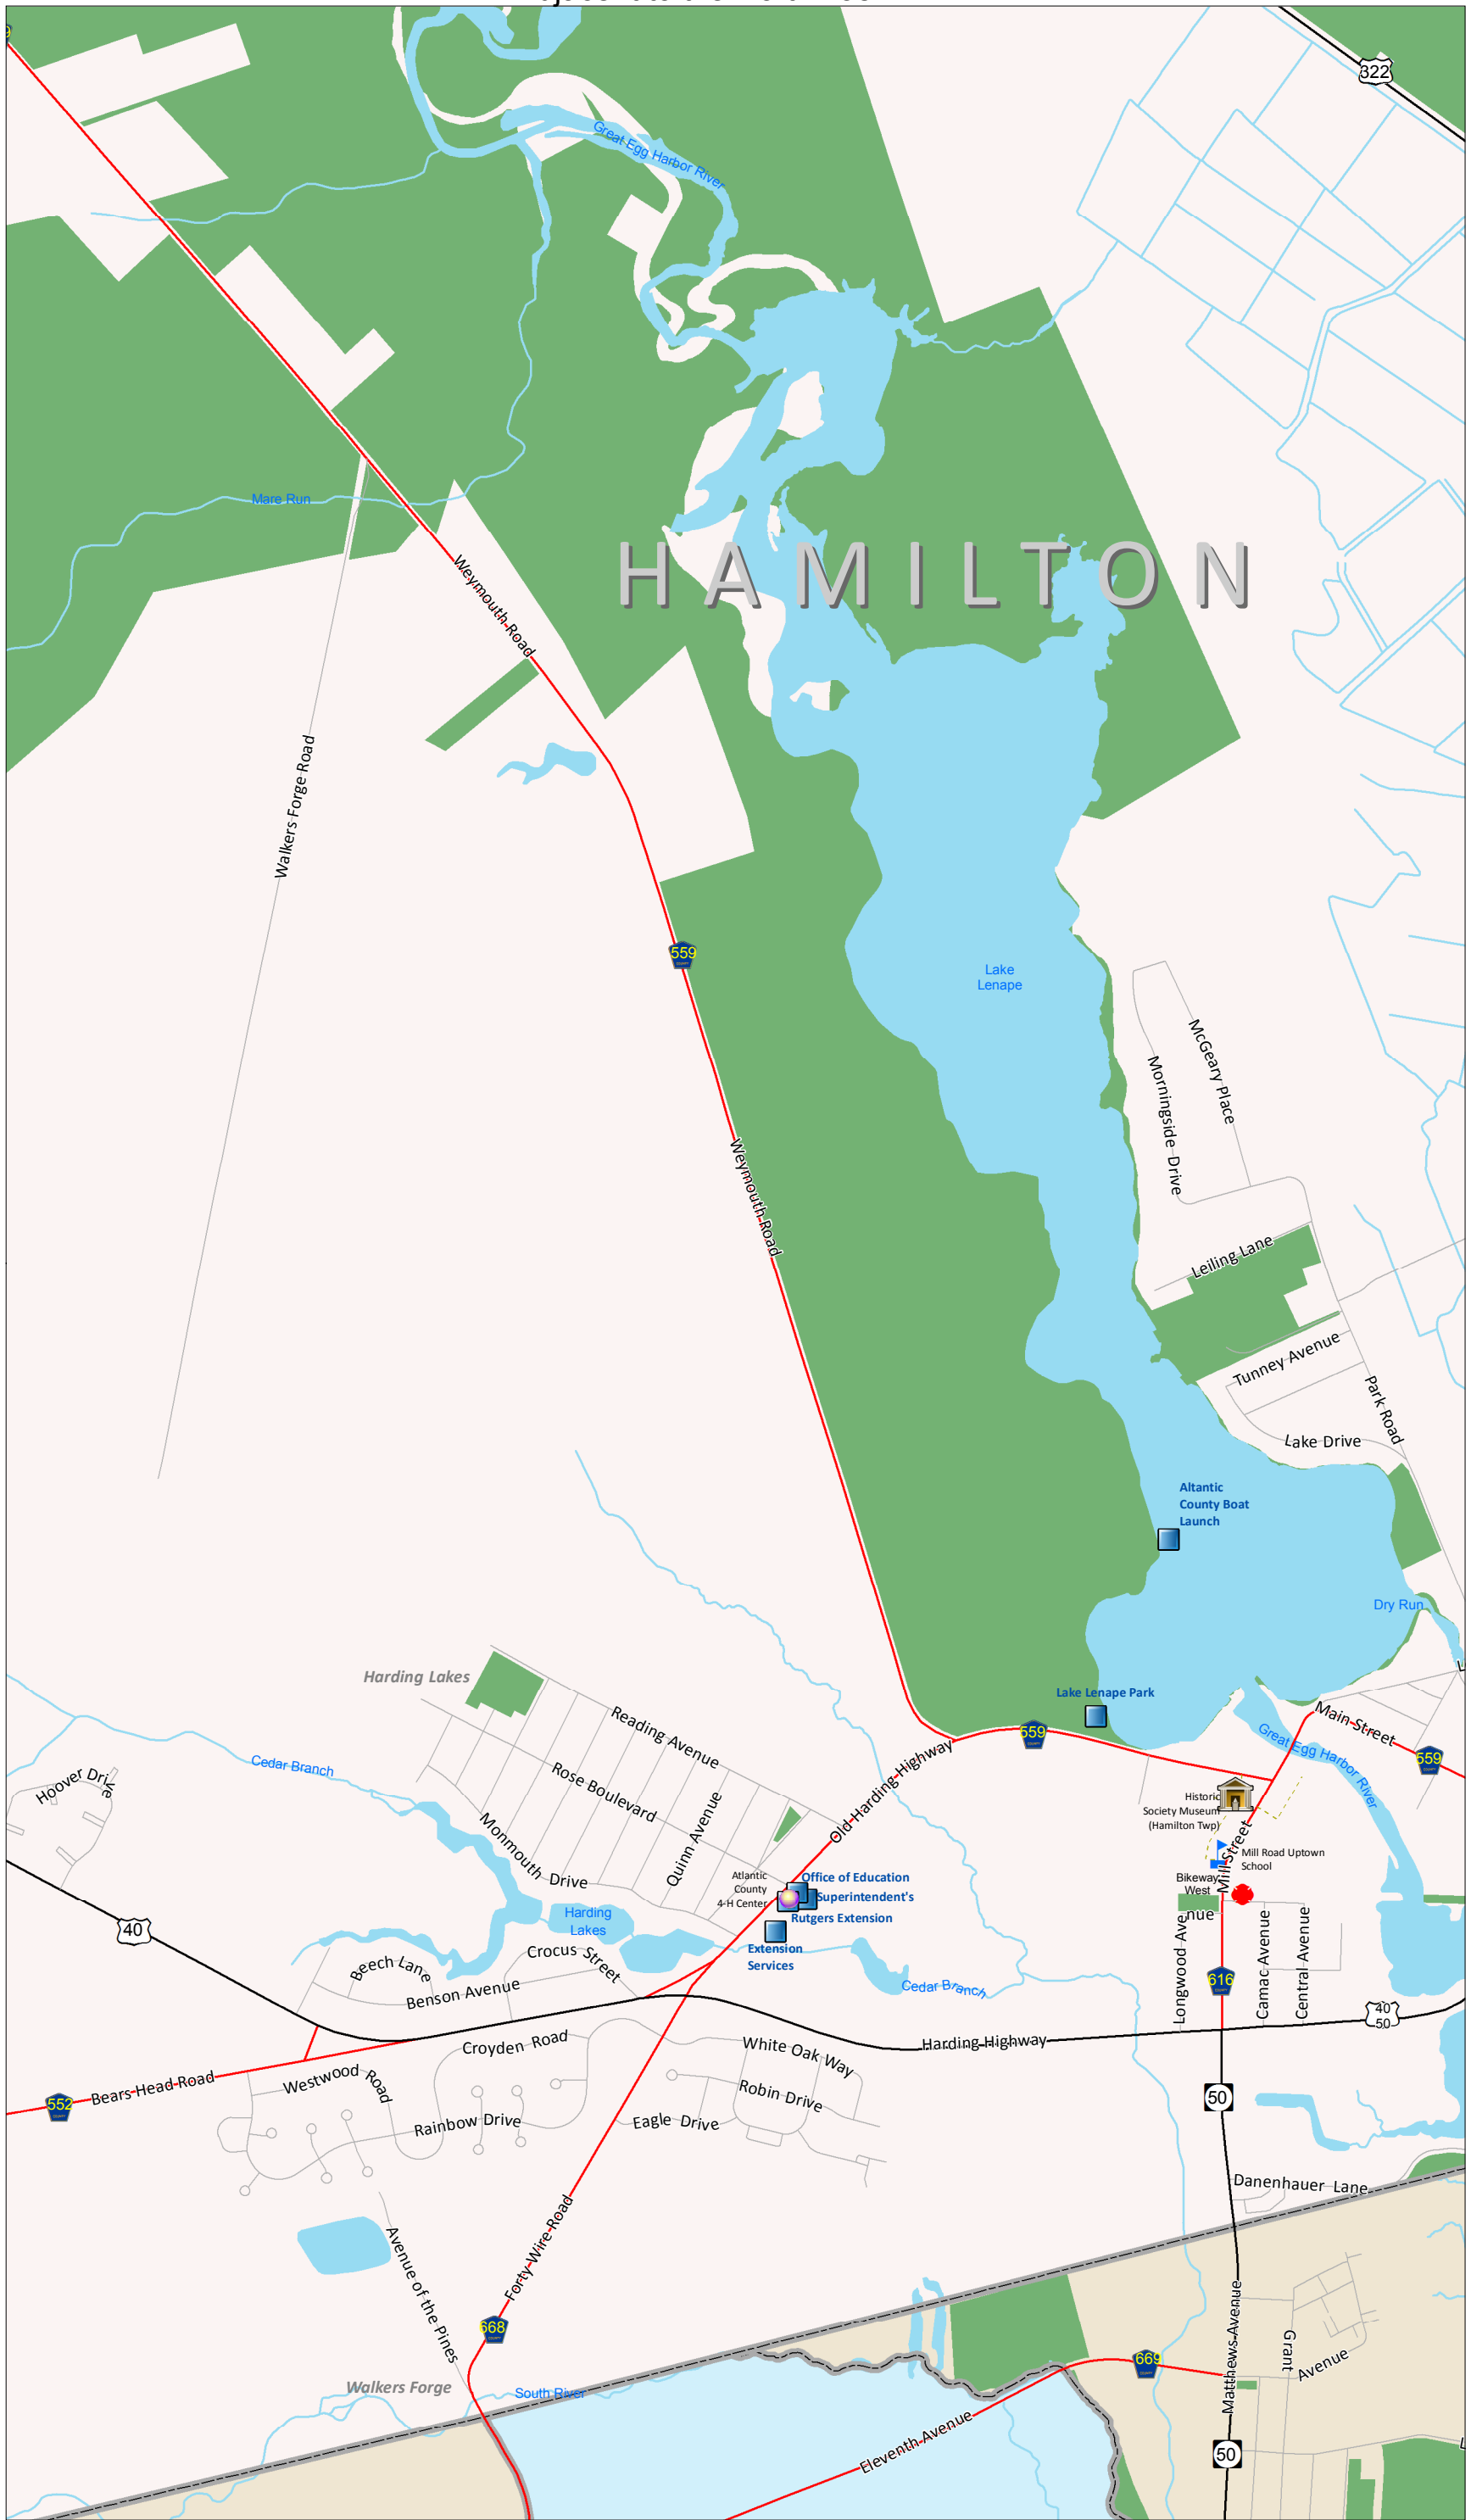 322
Great Egg Harbor River
Mare Run
HAMILTON
Weymouth Road
Walkers Forge Road
559
Lake
Lenape
McGeary Place
Morningside Drive
Weymouth Road
Leiling Lane
Tunney Avenue
Park Road
Lake Drive
Altantic
County Boat
Launch
Dry Run
Harding Lakes
Lake Lenape Park
Reading Avenue
Main Street
559
559
Great Egg Harbor River
Old Harding Highway
Cedar Branch
Hoover Drive
Rose Boulevard
Historic
Society Museum
(Hamilton Twp)
Quinn Avenue
Monmouth Drive
Mill Street
Mill Road Uptown
School
Atlantic
County
4-H Center
Office of Education
Superintendent's
Rutgers Extension
Bikeway
West
nue
Longwood Ave
Harding
Lakes
40
Extension
Services
Crocus Street
Beech Lane
Benson Avenue
Cedar Branch
616
Camac Avenue
Central Avenue
40
50
Harding Highway
Croyden Road
White Oak Way
Bears Head Road
552
Westwood Road
Robin Drive
50
Rainbow Drive
Eagle Drive
Danenhauer Lane
Avenue of the Pines
Forty Wire Road
668
Matthews Avenue
Grant
Avenue
669
Walkers Forge
South River
Eleventh Avenue
50